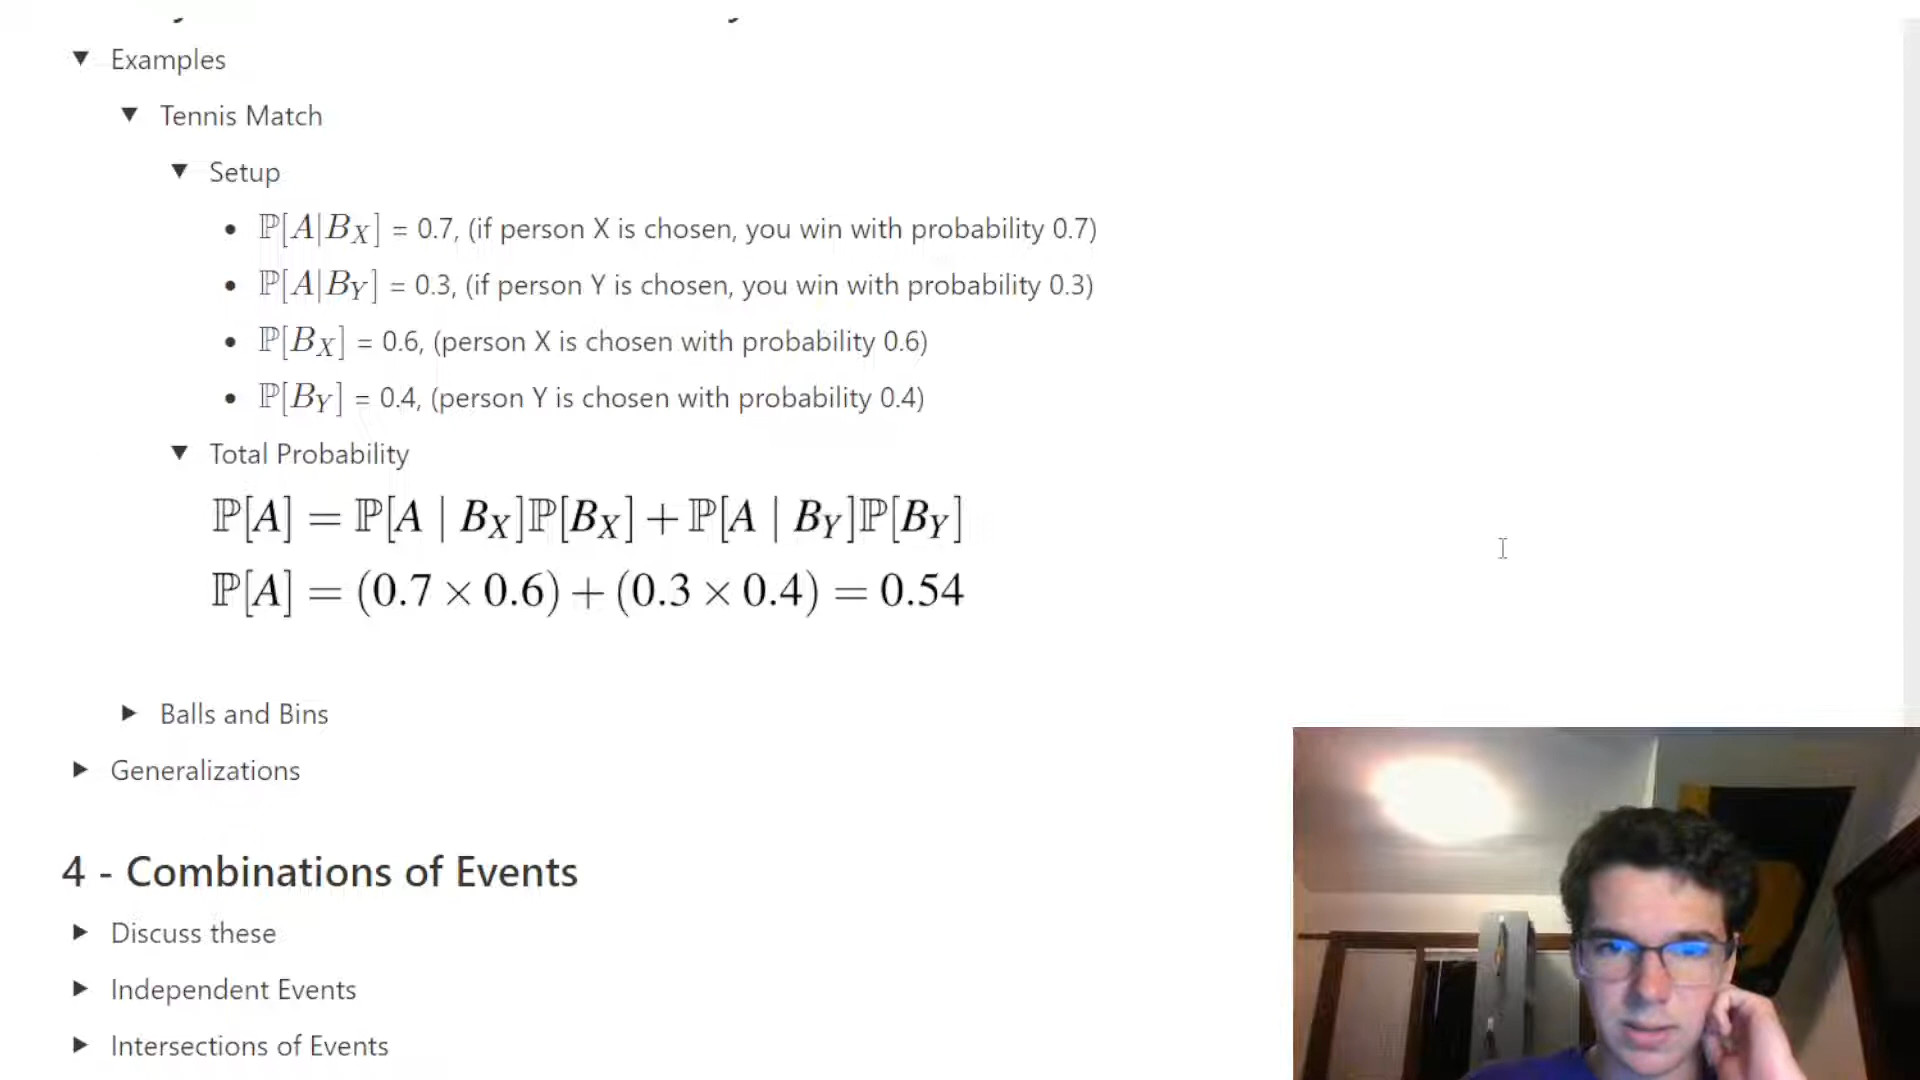 Examples
Tennis Match
Setup
ℙ[A|B_X] = 0.7, (if person X is chosen, you win with probability 0.7)
ℙ[A|B_Y] = 0.3, (if person Y is chosen, you win with probability 0.3)
ℙ[B_X] = 0.6, (person X is chosen with probability 0.6)
ℙ[B_Y] = 0.4, (person Y is chosen with probability 0.4)
Total Probability
ℙ[A] = ℙ[A | B_X]ℙ[B_X] + ℙ[A | B_Y]ℙ[B_Y]
ℙ[A] = (0.7 × 0.6) + (0.3 × 0.4) = 0.54
Balls and Bins
Generalizations
4 - Combinations of Events
Discuss these
Independent Events
Intersections of Events